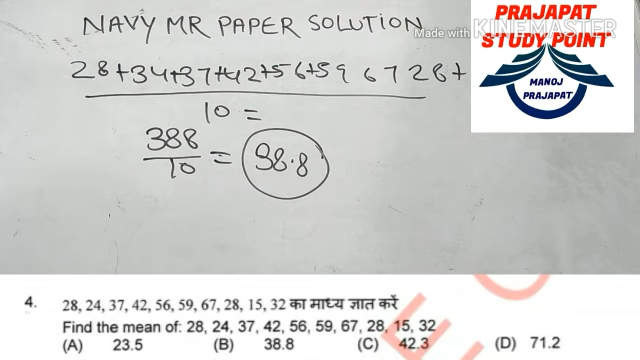 NAVY MR PAPER SOLUTION
Made with KINEMASTER
PRAJAPAT
STUDY POINT
MANOJ
PRAJAPAT
28+34+37+42+56+59 67 28+
10 =
388
10
= 38.8
4. 28, 24, 37, 42, 56, 59, 67, 28, 15, 32 का माध्य ज्ञात करें
Find the mean of: 28, 24, 37, 42, 56, 59, 67, 28, 15, 32
(A) 23.5 (B) 38.8 (C) 42.3 (D) 71.2